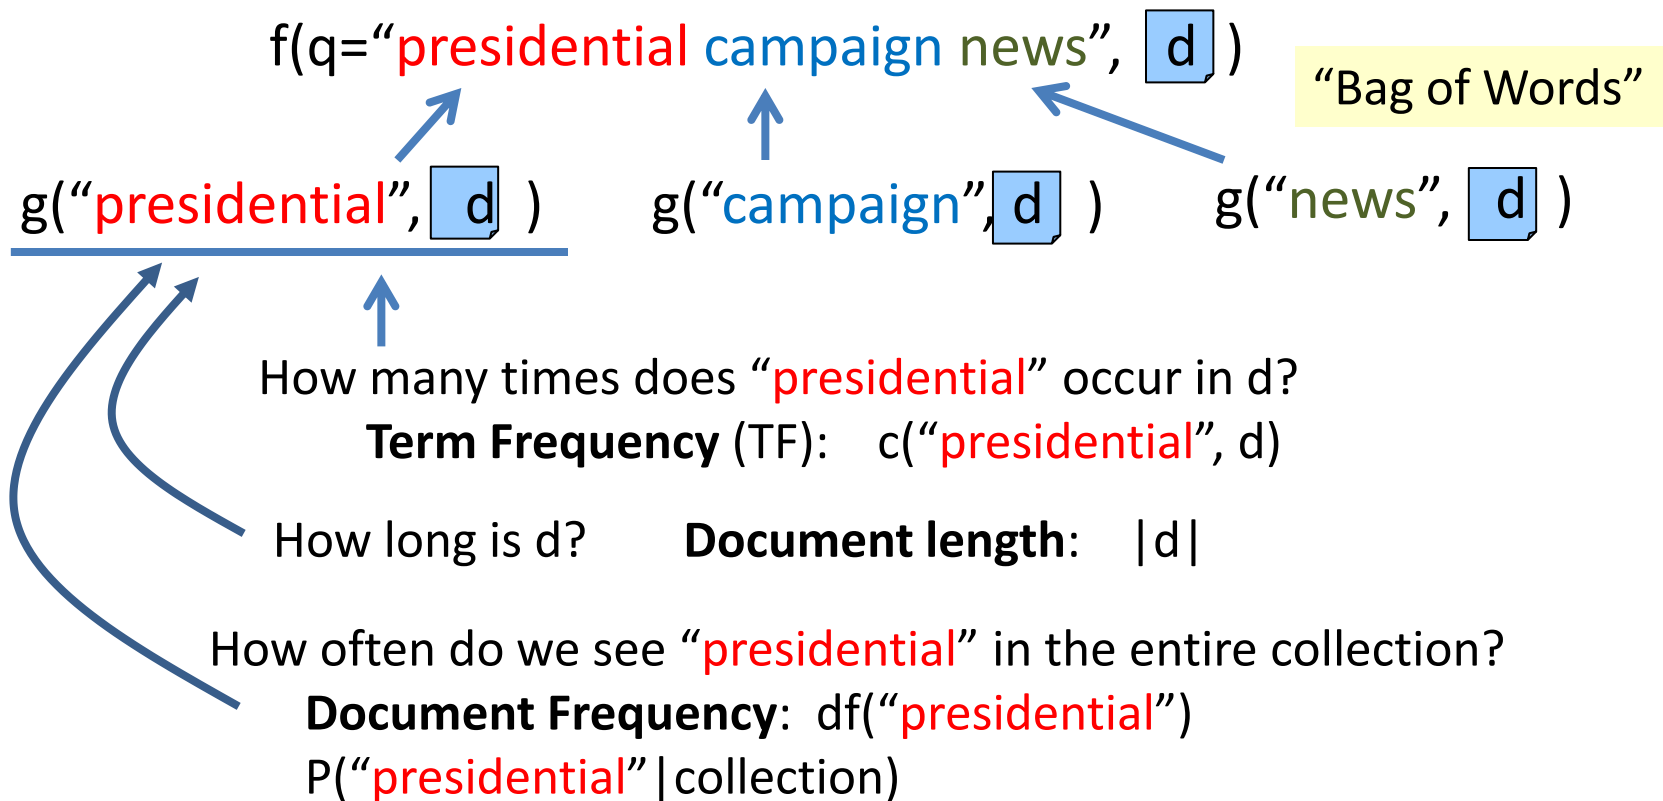 f(q=“presidential campaign news”, d )
“Bag of Words”
g(“presidential”, d ) g(“campaign”, d ) g(“news”, d )
How many times does “presidential” occur in d?
Term Frequency (TF): c(“presidential”, d)
How long is d? Document length: |d|
How often do we see “presidential” in the entire collection?
Document Frequency: df(“presidential”)
P(“presidential”|collection)